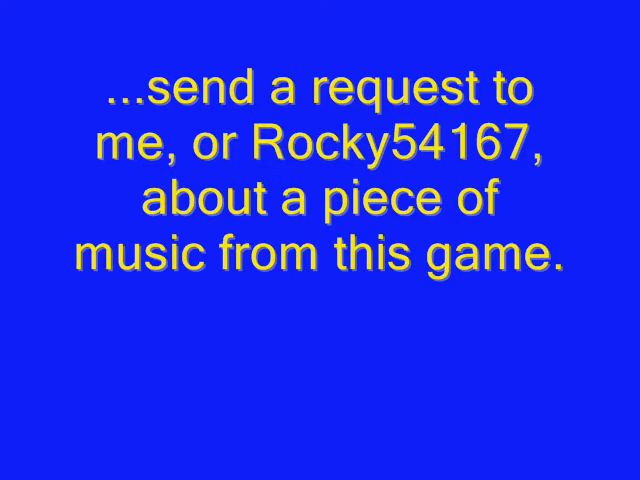 ...send a request to
me, or Rocky54167,
about a piece of
music from this game.